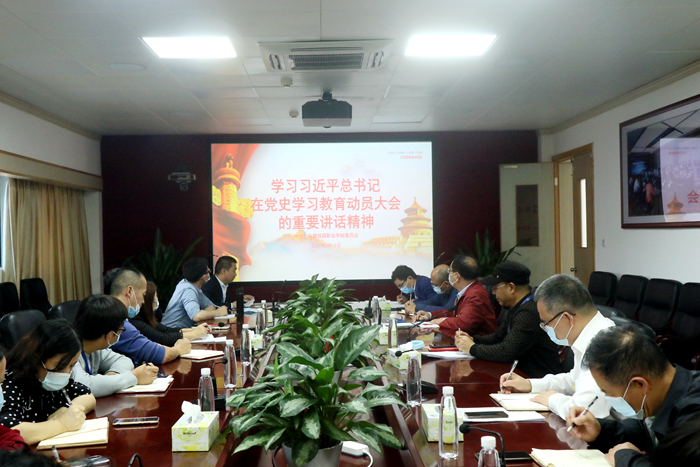 学习习近平总书记
在党史学习教育动员大会
的重要讲话精神
会